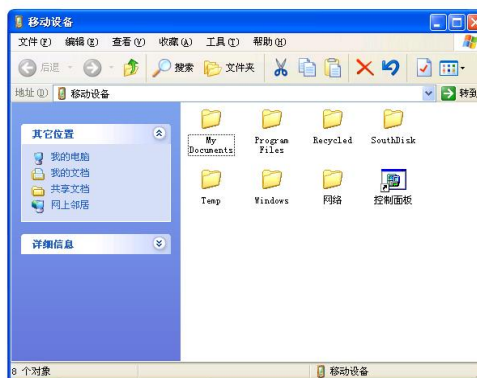 移动设备
文件(F) 编辑(E) 查看(V) 收藏(A) 工具(T) 帮助(H)
后退 搜索 文件夹
地址(D) 移动设备 转到
其它位置
我的电脑
我的文档
共享文档
网上邻居
详细信息
My Documents
Program Files
Recycled
SouthDisk
Temp
Windows
网络
控制面板
8 个对象 移动设备